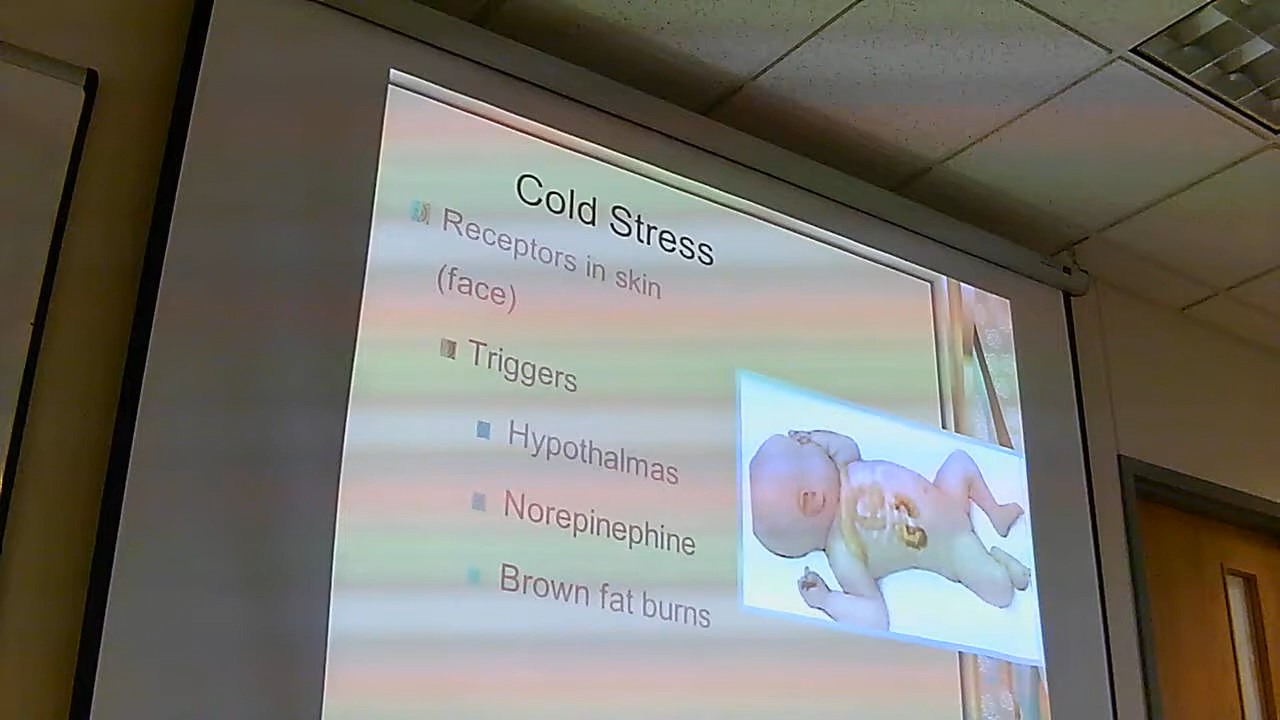 Cold Stress
Receptors in skin
(face)
Triggers
Hypothalmas
Norepinephine
Brown fat burns